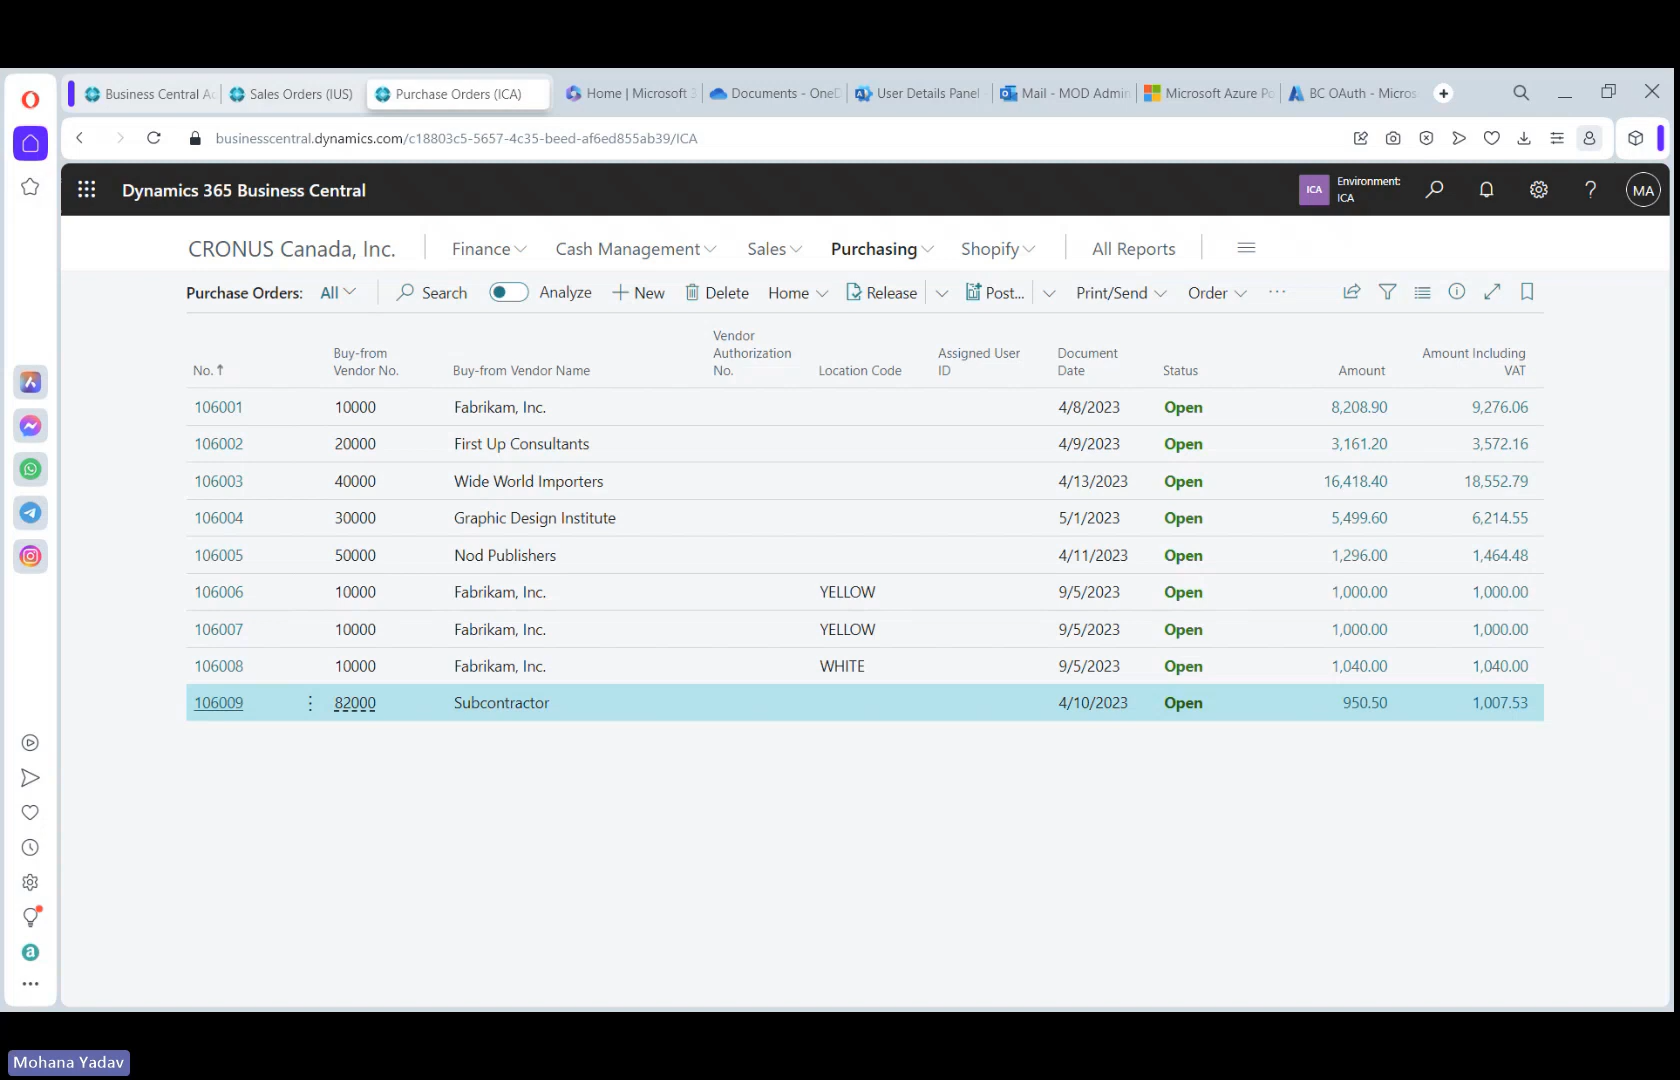 Business Central Ac
Sales Orders (IUS)
Purchase Orders (ICA)
Home | Microsoft 3
Documents - OneD
User Details Panel
Mail - MOD Admin
Microsoft Azure Po
BC OAuth - Micros
businesscentral.dynamics.com/c18803c5-5657-4c35-beed-af6ed855ab39/ICA
Dynamics 365 Business Central
ICA
Environment:
ICA
MA
CRONUS Canada, Inc.
Finance
Cash Management
Sales
Purchasing
Shopify
All Reports
Purchase Orders: All
Search
Analyze
New
Delete
Home
Release
Post...
Print/Send
Order
No. ↑
Buy-from
Vendor No.
Buy-from Vendor Name
Vendor
Authorization
No.
Location Code
Assigned User
ID
Document
Date
Status
Amount
Amount Including
VAT
106001 10000 Fabrikam, Inc. 4/8/2023 Open 8,208.90 9,276.06
106002 20000 First Up Consultants 4/9/2023 Open 3,161.20 3,572.16
106003 40000 Wide World Importers 4/13/2023 Open 16,418.40 18,552.79
106004 30000 Graphic Design Institute 5/1/2023 Open 5,499.60 6,214.55
106005 50000 Nod Publishers 4/11/2023 Open 1,296.00 1,464.48
106006 10000 Fabrikam, Inc. YELLOW 9/5/2023 Open 1,000.00 1,000.00
106007 10000 Fabrikam, Inc. YELLOW 9/5/2023 Open 1,000.00 1,000.00
106008 10000 Fabrikam, Inc. WHITE 9/5/2023 Open 1,040.00 1,040.00
106009 82000 Subcontractor 4/10/2023 Open 950.50 1,007.53
Mohana Yadav